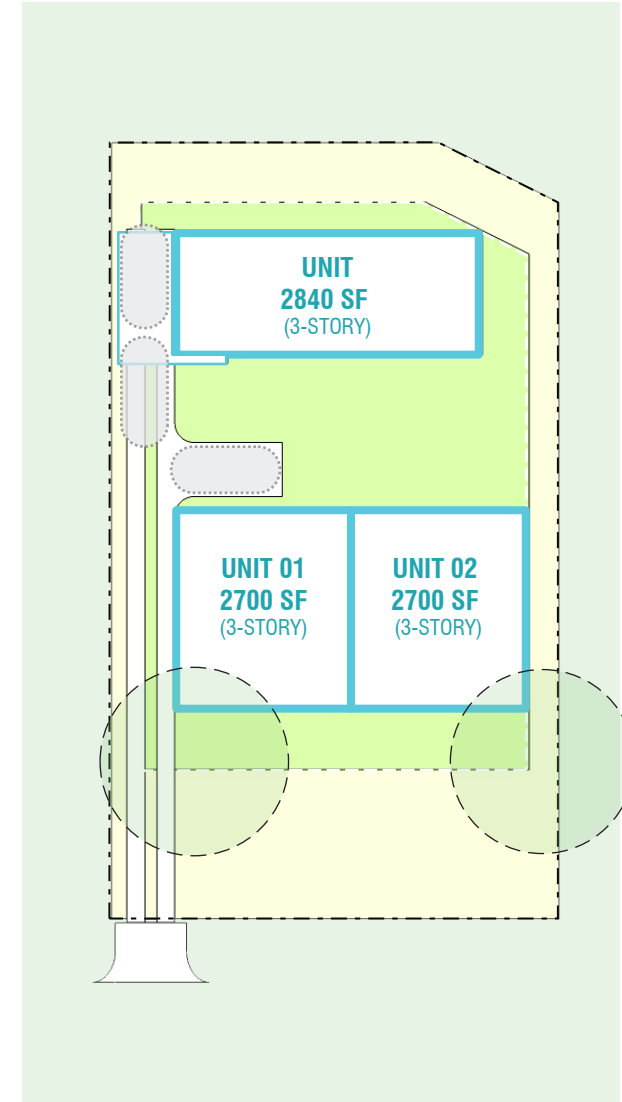 UNIT
2840 SF
(3-STORY)
UNIT 01
2700 SF
(3-STORY)
UNIT 02
2700 SF
(3-STORY)